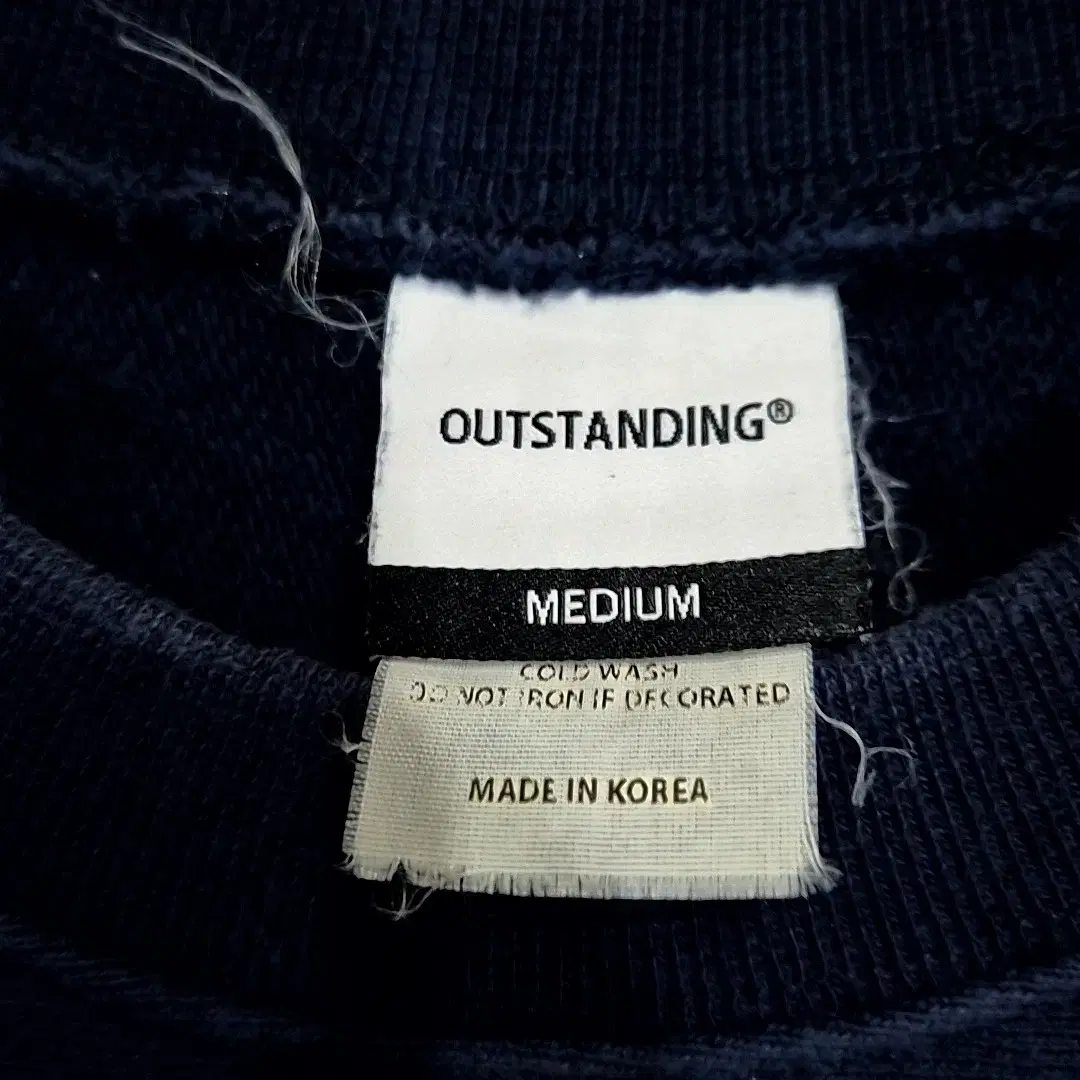 OUTSTANDING®
MEDIUM
COLD WASH
DO NOT IRON IF DECORATED
MADE IN KOREA